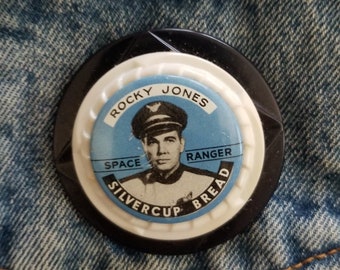 ROCKY JONES
SPACE RANGER
SILVERCUP BREAD